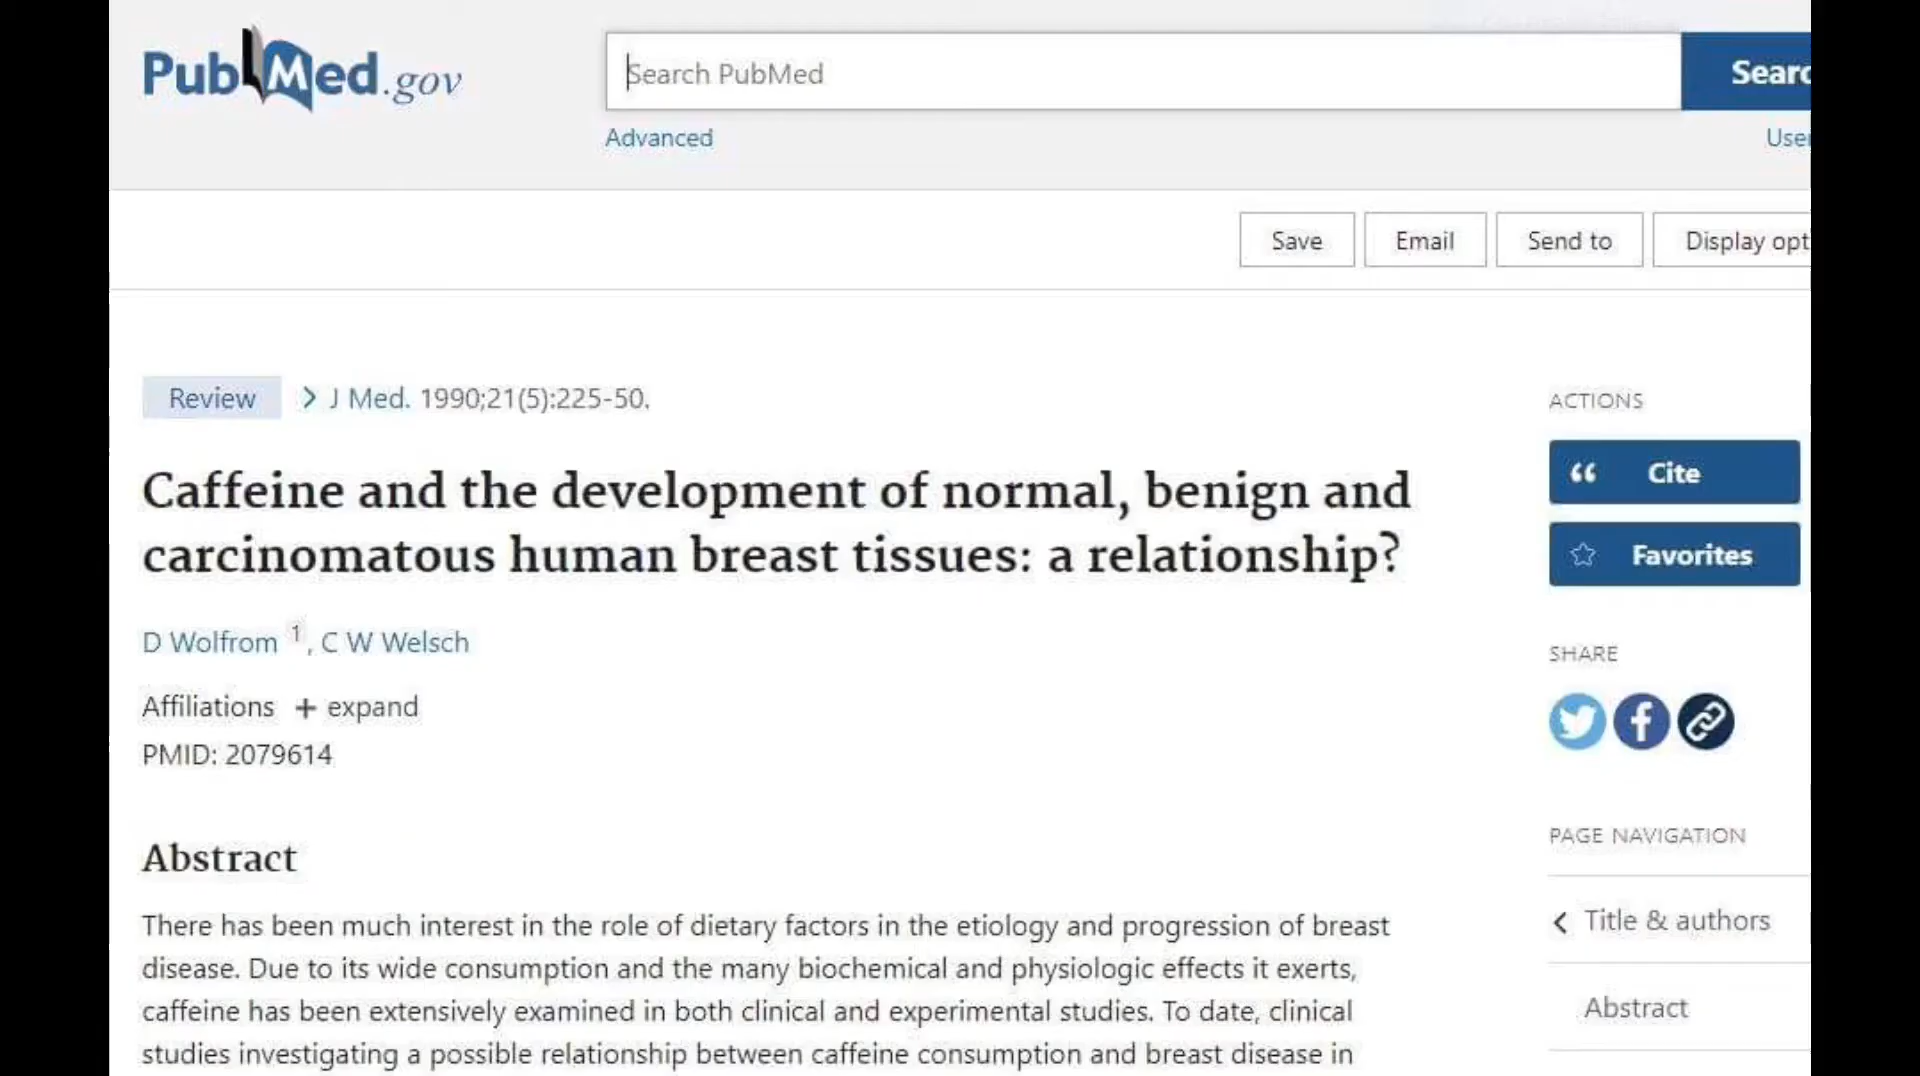 PubMed.gov
Search PubMed
Advanced
Save
Email
Send to
Review
J Med. 1990;21(5):225-50.
Caffeine and the development of normal, benign and
carcinomatous human breast tissues: a relationship?
D Wolfrom 1, C W Welsch
Affiliations + expand
PMID: 2079614
Abstract
There has been much interest in the role of dietary factors in the etiology and progression of breast
disease. Due to its wide consumption and the many biochemical and physiologic effects it exerts,
caffeine has been extensively examined in both clinical and experimental studies. To date, clinical
studies investigating a possible relationship between caffeine consumption and breast disease in
ACTIONS
Cite
Favorites
SHARE
PAGE NAVIGATION
Title & authors
Abstract